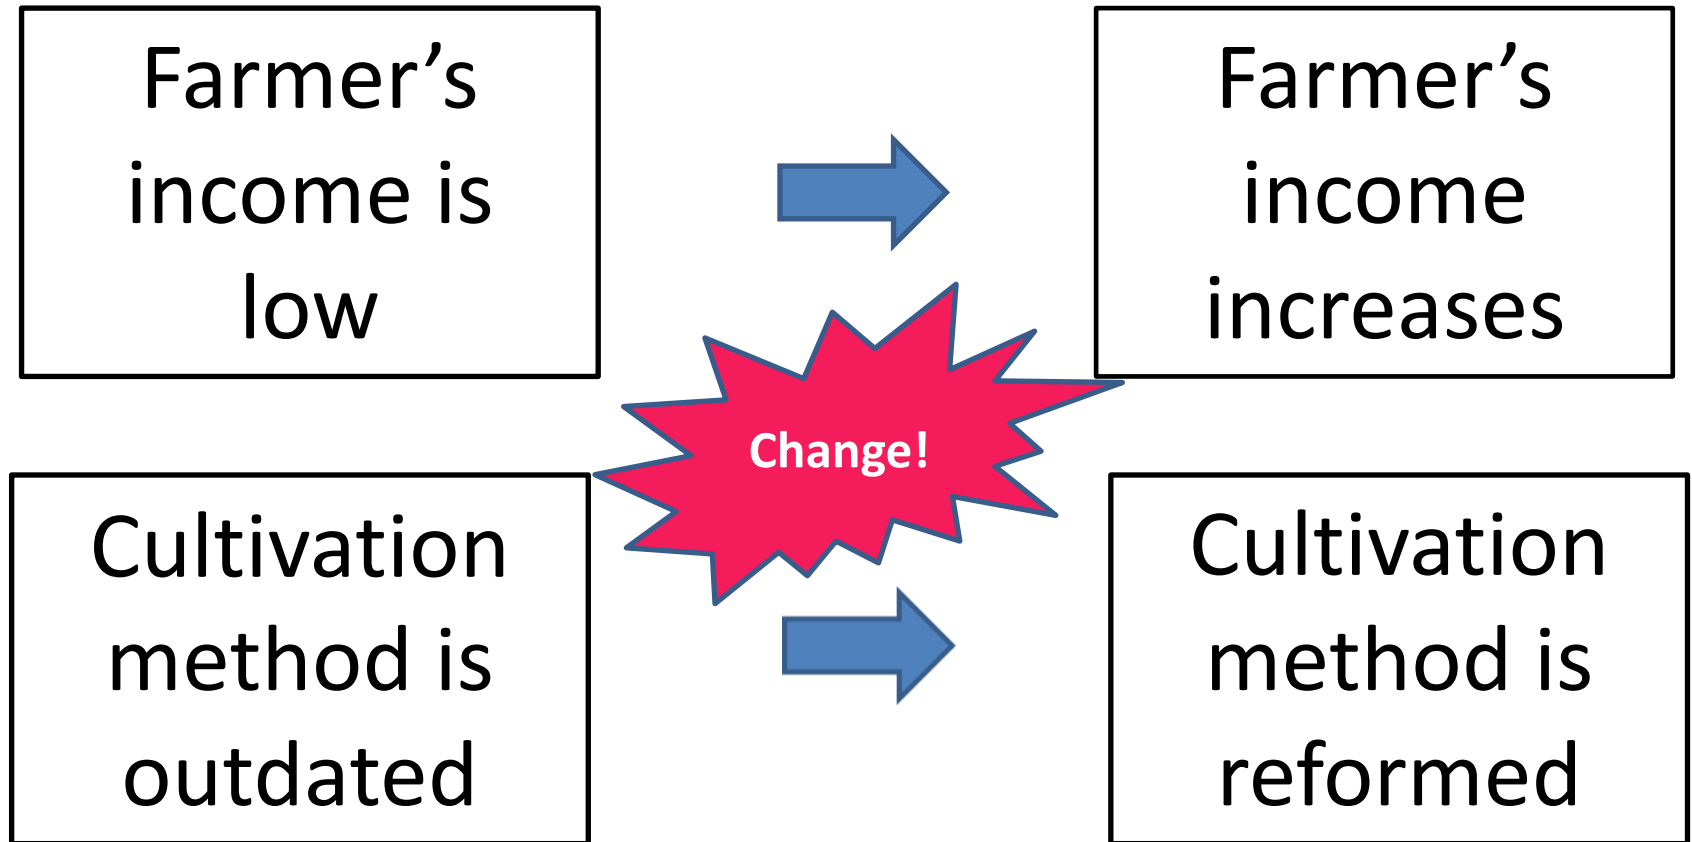 Farmer’s
income is
low
Farmer’s
income
increases
Change!
Cultivation
method is
outdated
Cultivation
method is
reformed